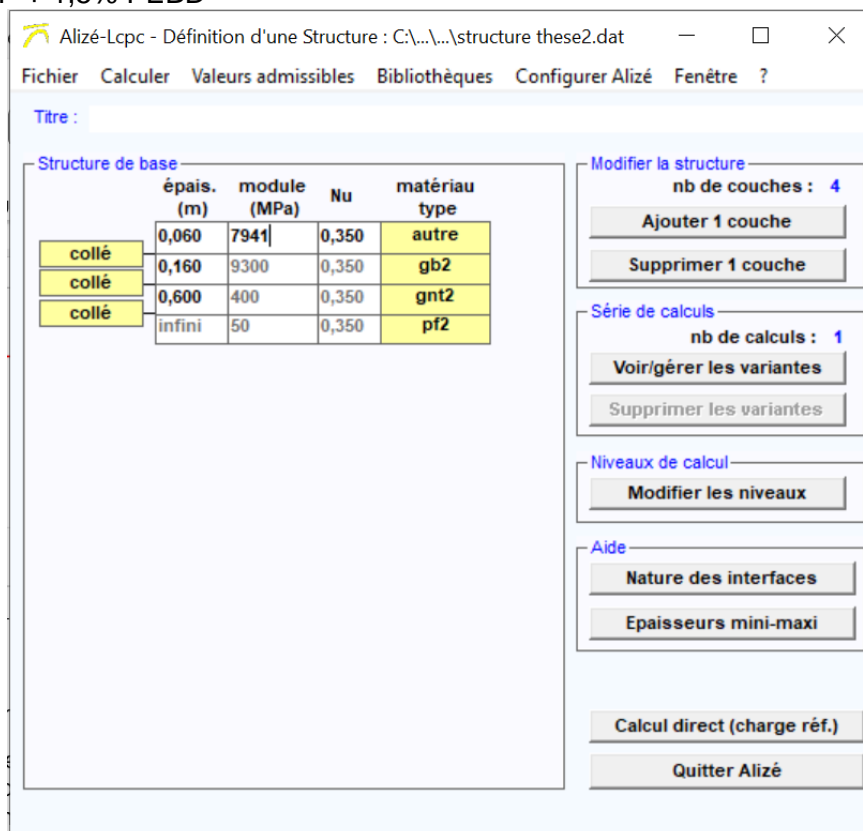 + 1,5% PEBD
Alizé-Lcpc - Définition d'une Structure : C:\...\...\structure these2.dat
Fichier Calculer Valeurs admissibles Bibliothèques Configurer Alizé Fenêtre ?
Titre :
Structure de base
épais. (m) module (MPa) Nu matériau type
0,060 7941 0,350 autre
collé
0,160 9300 0,350 gb2
collé
0,600 400 0,350 gnt2
collé
infini 50 0,350 pf2
Modifier la structure
nb de couches : 4
Ajouter 1 couche
Supprimer 1 couche
Série de calculs
nb de calculs : 1
Voir/gérer les variantes
Supprimer les variantes
Niveaux de calcul
Modifier les niveaux
Aide
Nature des interfaces
Epaisseurs mini-maxi
Calcul direct (charge réf.)
Quitter Alizé